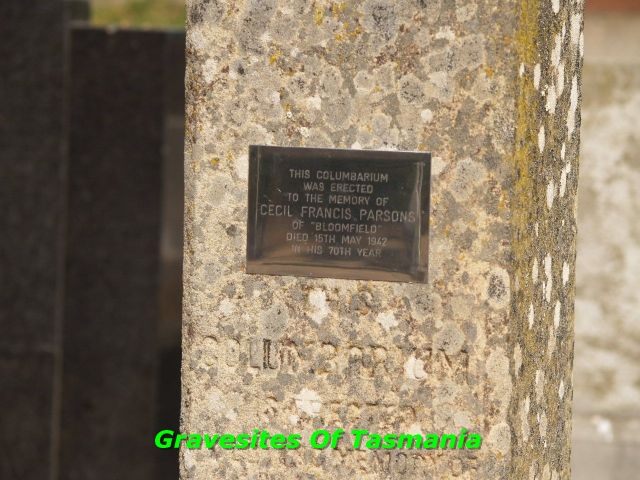 THIS COLUMBARIUM
WAS ERECTED
TO THE MEMORY OF
CECIL FRANCIS PARSONS
OF "BLOOMFIELD"
DIED 15TH MAY 1942
IN HIS 70TH YEAR
COLUMBARIUM
Gravesites Of Tasmania